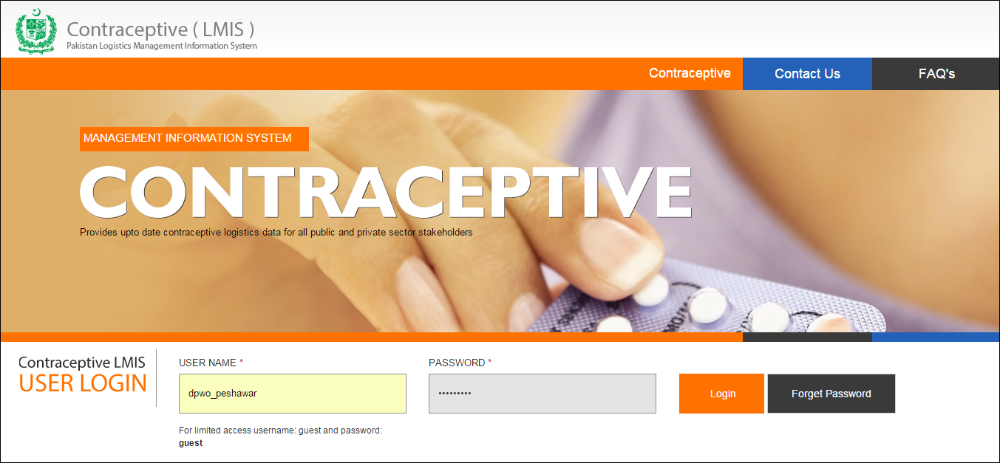 Contraceptive ( LMIS )
Pakistan Logistics Management Information System
Contraceptive
Contact Us
FAQ's
MANAGEMENT INFORMATION SYSTEM
CONTRACEPTIVE
Provides upto date contraceptive logistics data for all public and private sector stakeholders
Contraceptive LMIS
USER LOGIN
USER NAME *
dpwo_peshawar
PASSWORD *
•••••••••
Login
Forget Password
For limited access username: guest and password:
guest